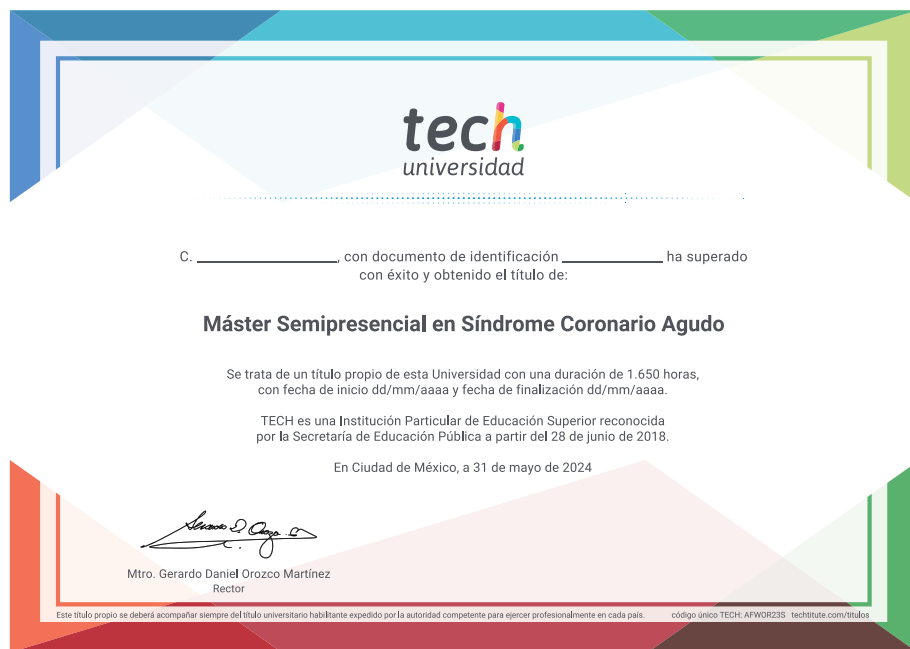 tech
universidad
C. ____________________, con documento de identificación ______________ ha superado
con éxito y obtenido el título de:
Máster Semipresencial en Síndrome Coronario Agudo
Se trata de un título propio de esta Universidad con una duración de 1.650 horas,
con fecha de inicio dd/mm/aaaa y fecha de finalización dd/mm/aaaa.
TECH es una Institución Particular de Educación Superior reconocida
por la Secretaría de Educación Pública a partir del 28 de junio de 2018.
En Ciudad de México, a 31 de mayo de 2024
Mtro. Gerardo Daniel Orozco Martínez
Rector
Este título propio se deberá acompañar siempre del título universitario habilitante expedido por la autoridad competente para ejercer profesionalmente en cada país. código único TECH: AFWOR23S techtitute.com/titulos